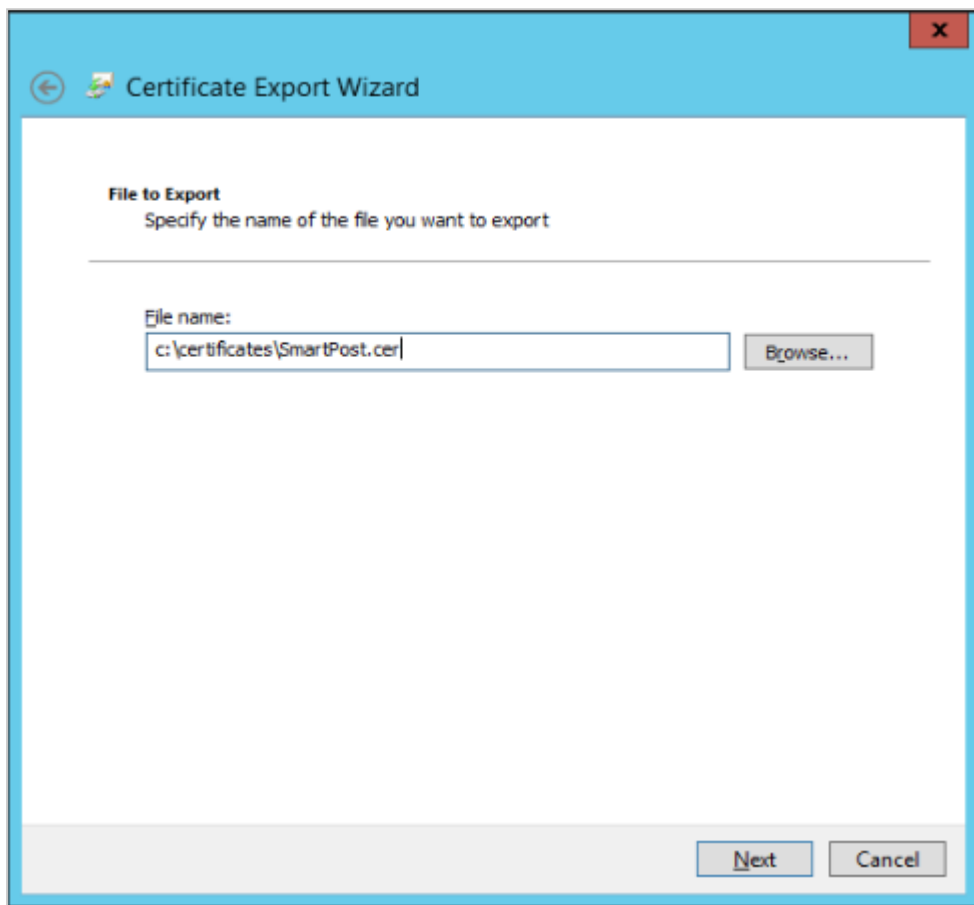 x
Certificate Export Wizard
File to Export
Specify the name of the file you want to export
File name:
c:\certificates\SmartPost.cer
Browse...
Next
Cancel